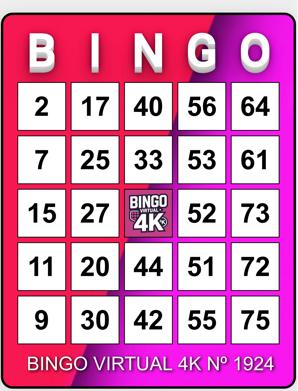 B I N G O
2 17 40 56 64
7 25 33 53 61
15 27 BINGO VIRTUAL 4K 52 73
11 20 44 51 72
9 30 42 55 75
BINGO VIRTUAL 4K Nº 1924